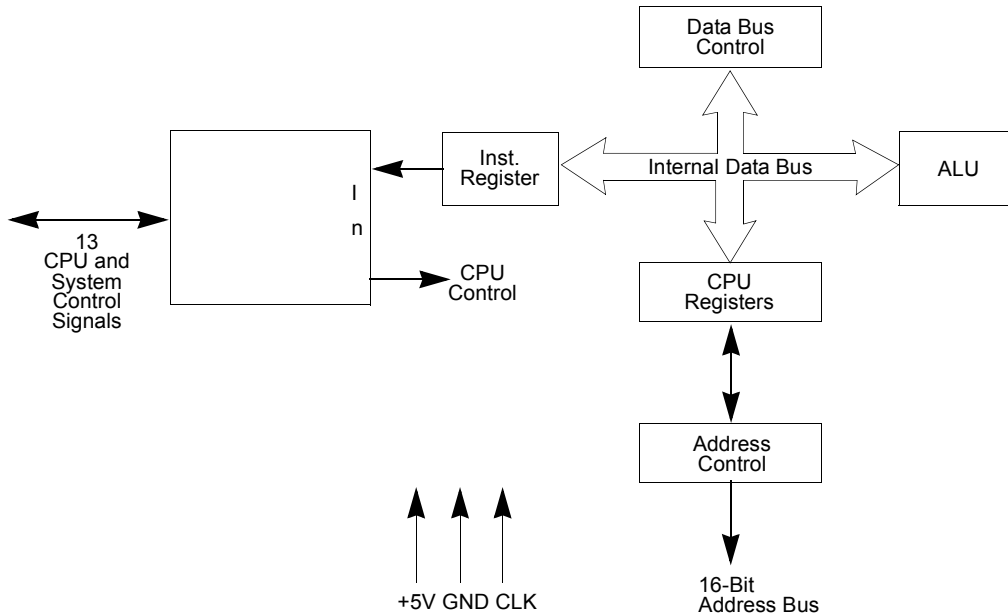 Data Bus
Control
Inst.
Register
Internal Data Bus
ALU
I
n
13
CPU and
System
Control
Signals
CPU
Control
CPU
Registers
Address
Control
+5V GND CLK
16-Bit
Address Bus